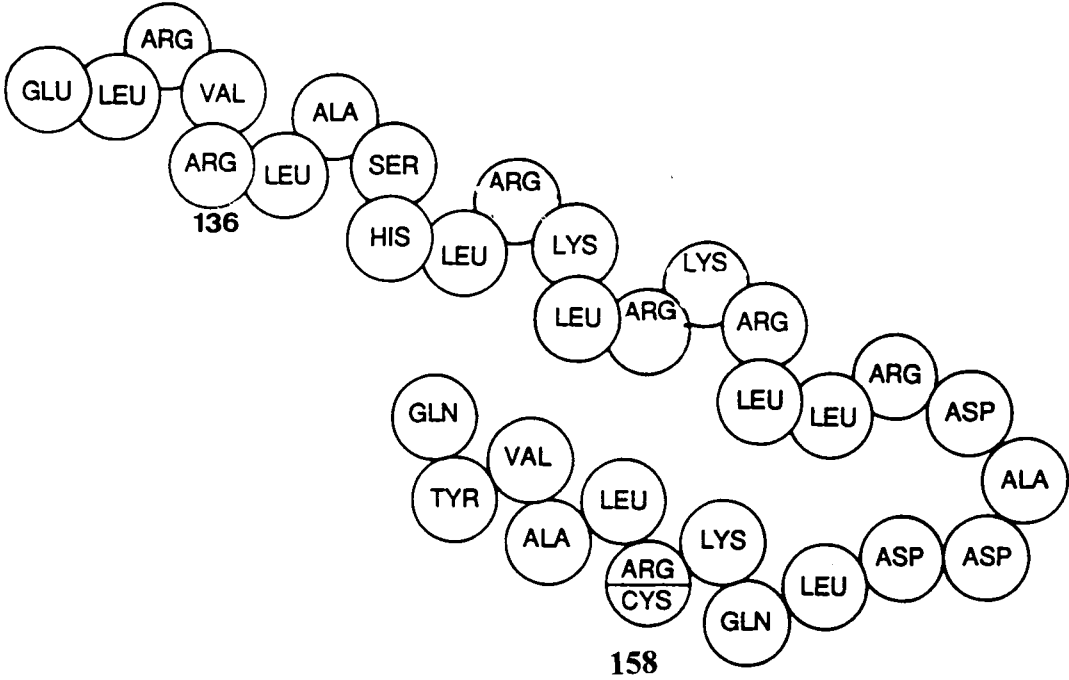 GLU
LEU
ARG
VAL
ARG
136
LEU
ALA
SER
HIS
LEU
ARG
LYS
LEU
ARG
LYS
ARG
LEU
LEU
ARG
ASP
ALA
ASP
ASP
LEU
GLN
LYS
ARG
CYS
158
LEU
ALA
VAL
TYR
GLN